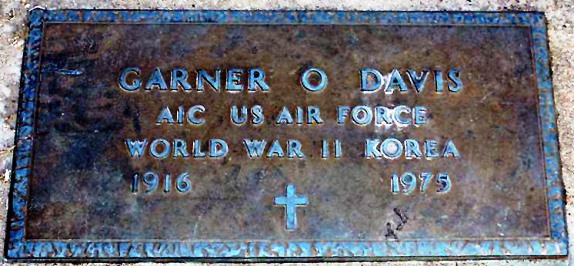 GARNER O DAVIS
A1C US AIR FORCE
WORLD WAR II KOREA
1916 1975